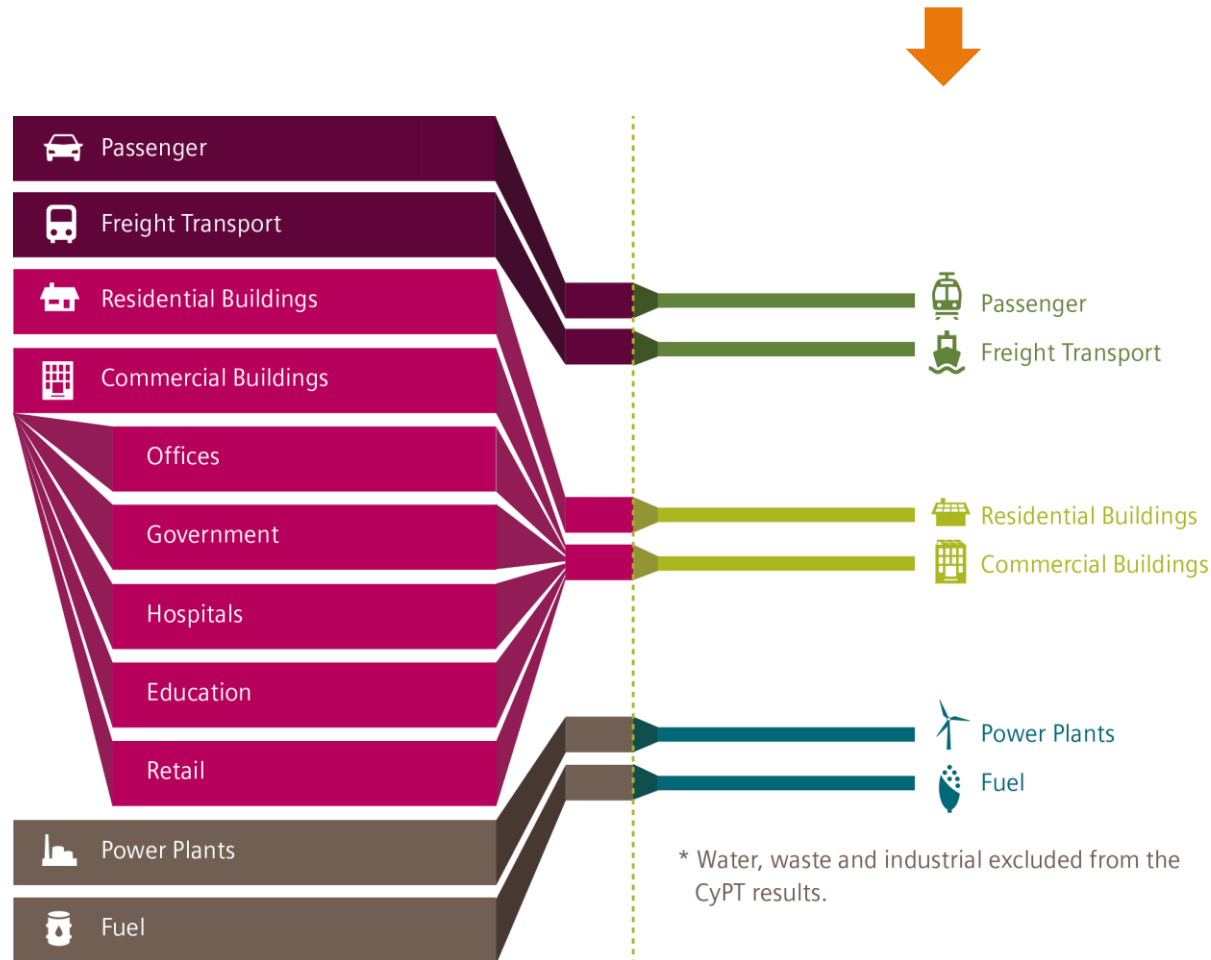 Passenger
Freight Transport
Residential Buildings
Commercial Buildings
Offices
Government
Hospitals
Education
Retail
Power Plants
Fuel
Passenger
Freight Transport
Residential Buildings
Commercial Buildings
Power Plants
Fuel
* Water, waste and industrial excluded from the
CyPT results.